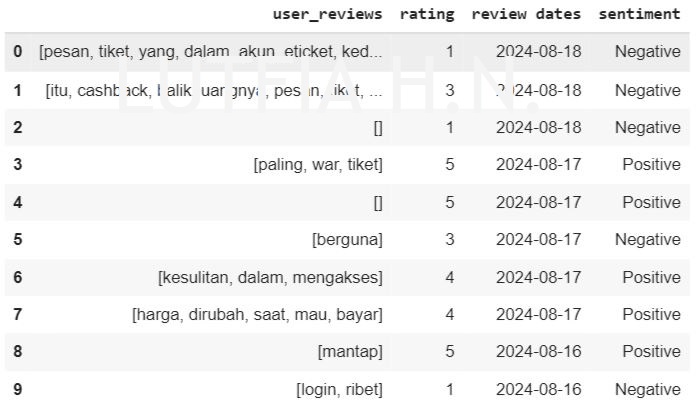 user_reviews rating review dates sentiment
0 [pesan, tiket, yang, dalam, akun, eticket, ked... 1 2024-08-18 Negative
1 [itu, cashback, balik, uangnya, pesan, tiket, ... 3 2024-08-18 Negative
LUTFIA H.N.
2 [] 1 2024-08-18 Negative
3 [paling, war, tiket] 5 2024-08-17 Positive
4 [] 5 2024-08-17 Positive
5 [berguna] 3 2024-08-17 Negative
6 [kesulitan, dalam, mengakses] 4 2024-08-17 Positive
7 [harga, dirubah, saat, mau, bayar] 4 2024-08-17 Positive
8 [mantap] 5 2024-08-16 Positive
9 [login, ribet] 1 2024-08-16 Negative